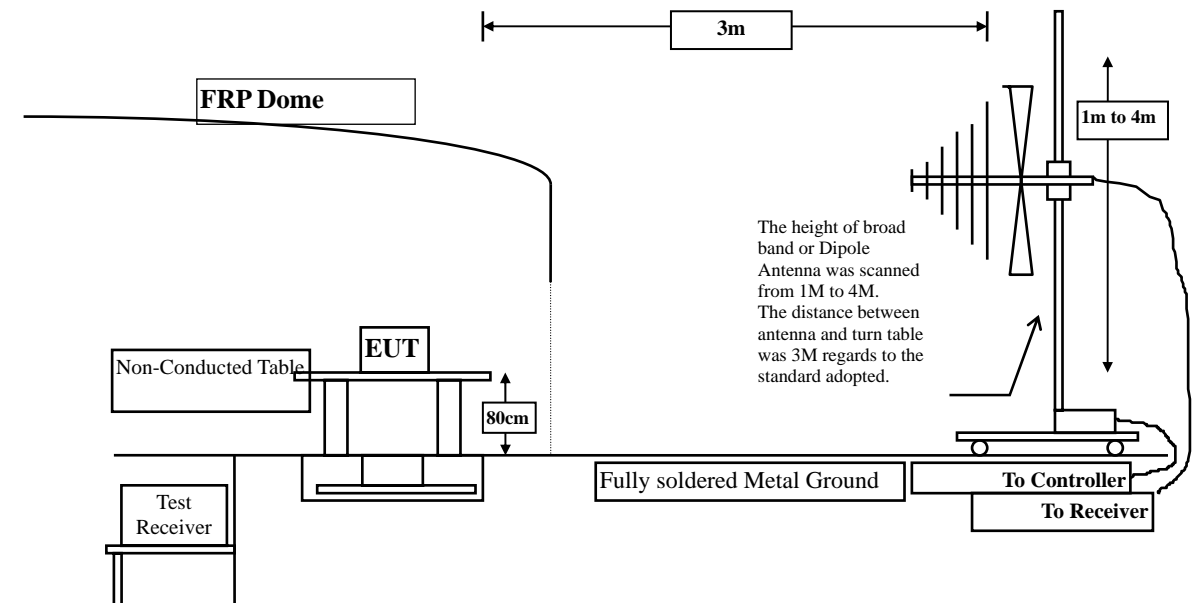 3m
FRP Dome
1m to 4m
The height of broad
band or Dipole
Antenna was scanned
from 1M to 4M.
The distance between
antenna and turn table
was 3M regards to the
standard adopted.
EUT
Non-Conducted Table
80cm
Fully soldered Metal Ground
To Controller
To Receiver
Test
Receiver